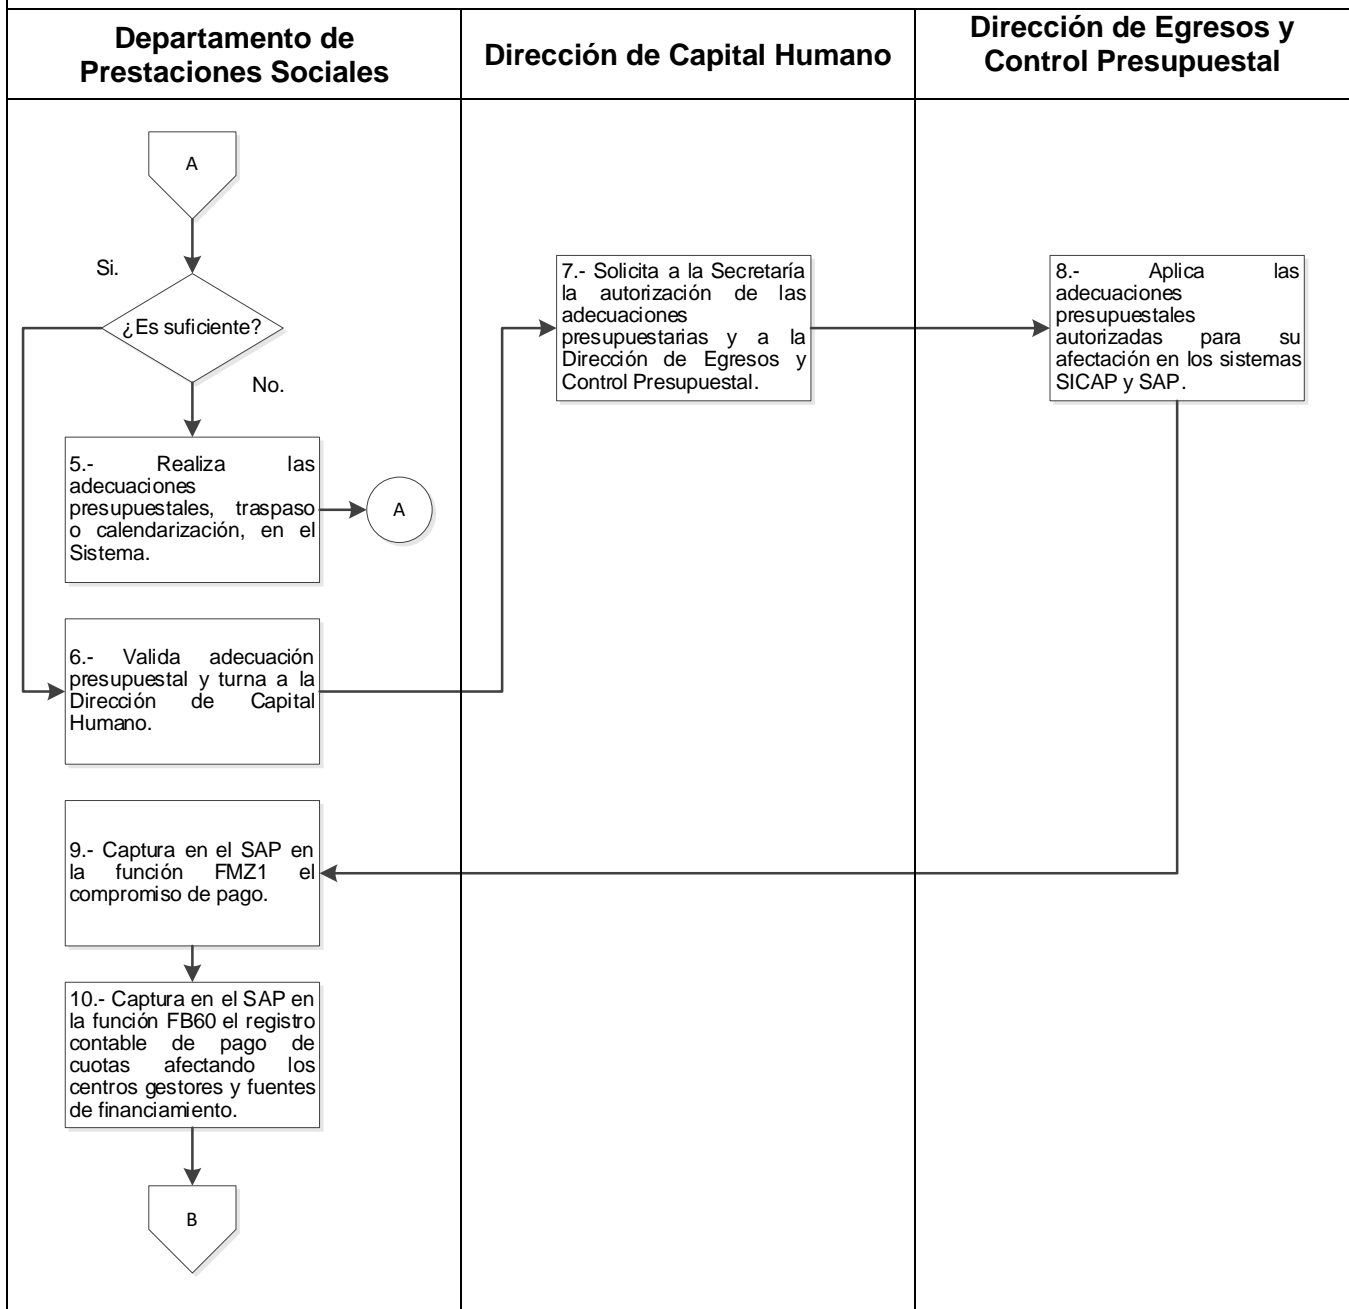 Departamento de
Prestaciones Sociales
Dirección de Capital Humano
Dirección de Egresos y
Control Presupuestal
A
Si.
¿Es suficiente?
No.
5.- Realiza las
adecuaciones
presupuestales, traspaso
o calendarización, en el
Sistema.
A
6.- Valida adecuación
presupuestal y turna a la
Dirección de Capital
Humano.
7.- Solicita a la Secretaría
la autorización de las
adecuaciones
presupuestarias y a la
Dirección de Egresos y
Control Presupuestal.
8.- Aplica las
adecuaciones
presupuestales
autorizadas para su
afectación en los sistemas
SICAP y SAP.
9.- Captura en el SAP en
la función FMZ1 el
compromiso de pago.
10.- Captura en el SAP en
la función FB60 el registro
contable de pago de
cuotas afectando los
centros gestores y fuentes
de financiamiento.
B